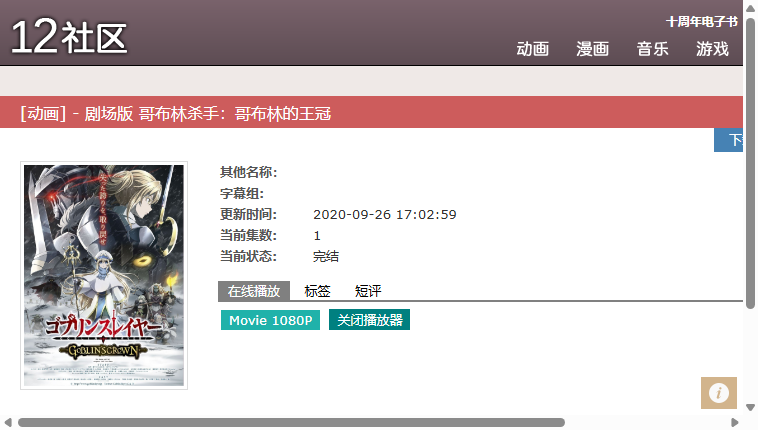 12社区
十周年电子书
动画 漫画 音乐 游戏
[动画] - 剧场版 哥布林杀手：哥布林的王冠
其他名称：
字幕组：
更新时间： 2020-09-26 17:02:59
当前集数： 1
当前状态： 完结
在线播放 标签 短评
Movie 1080P 关闭播放器
失った誇りを、取り戻せ
ゴブリンスレイヤー
GOBLIN'S CROWN